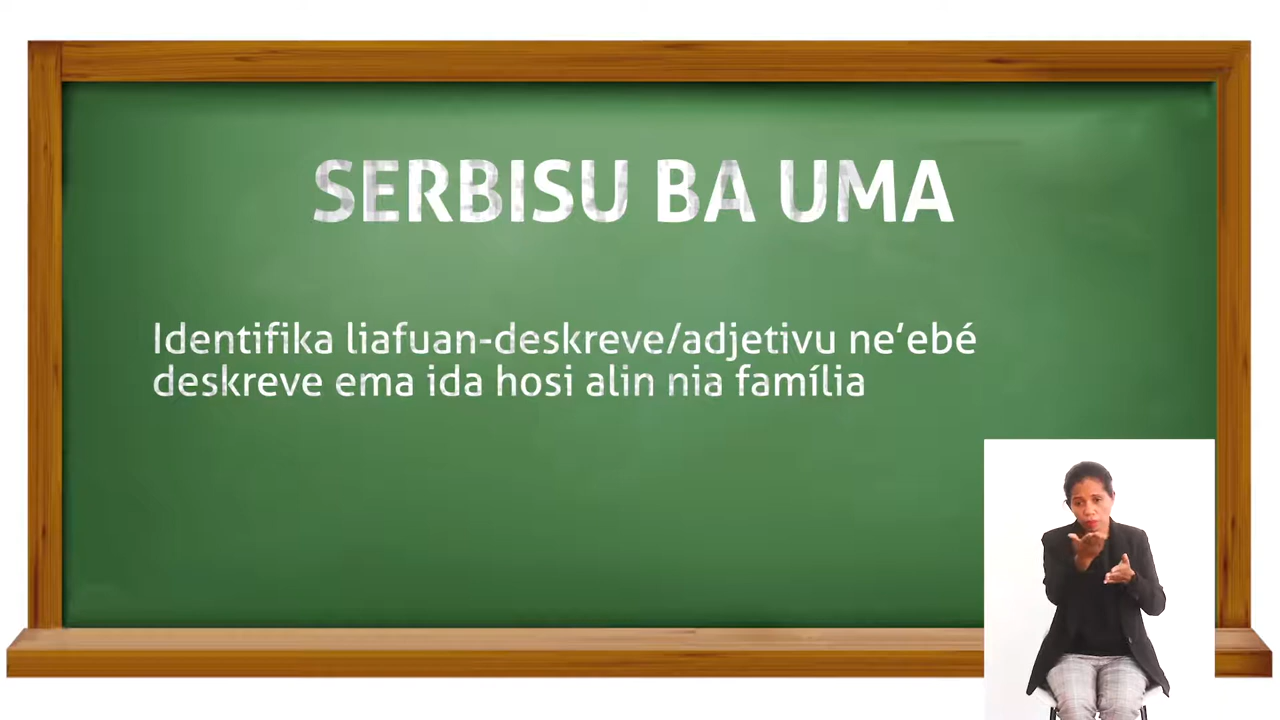 SERBISU BA UMA
Identifika liafuan-deskreve/adjetivu ne’ebé
deskreve ema ida hosi alin nia família